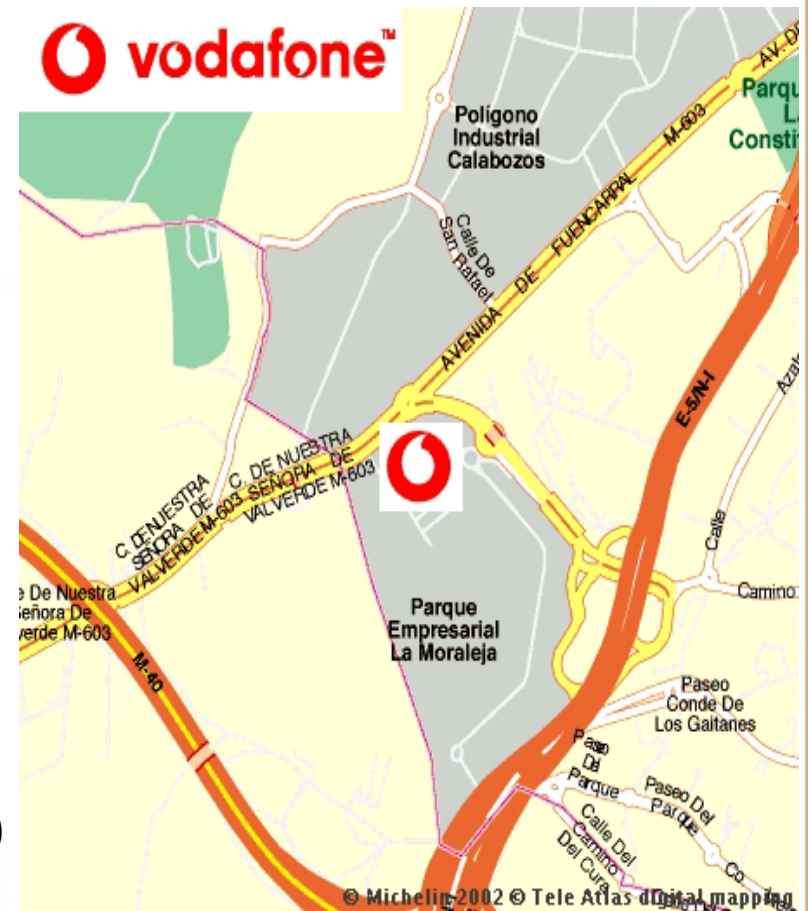 vodafone™
AV. DE
Parqu
L
Constit
Polígono
Industrial
Calabozos
M-603
Calle De
San Rafael
AVENIDA DE FUENCARRAL
E-5/N-I
Azal
C. DE NUESTRA
SEÑORA DE
VALVERDE M-603
C. DE NUESTRA
SEÑORA DE
VALVERDE M-603
Calle
Camino
e De Nuestra
Señora De
verde M-603
Parque
Empresarial
La Moraleja
M-40
Paseo
Conde De
Los Gaitanes
Paseo
Del
Parque
Paseo Del
Parque
Calle Del
Camino
Del Cura
Co.
)
© Michelin 2002 © Tele Atlas digital mapping